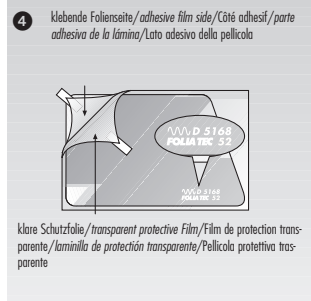 4
klebende Folienseite/adhesive film side/Côté adhesif/parte
adhesiva de la lámina/Lato adesivo della pellicola
D 5168
FOLIATEC 52
D 5168
FOLIATEC 52
klare Schutzfolie/transparent protective Film/Film de protection trans-
parente/laminilla de protectión transparente/Pellicola protettiva tras-
parente